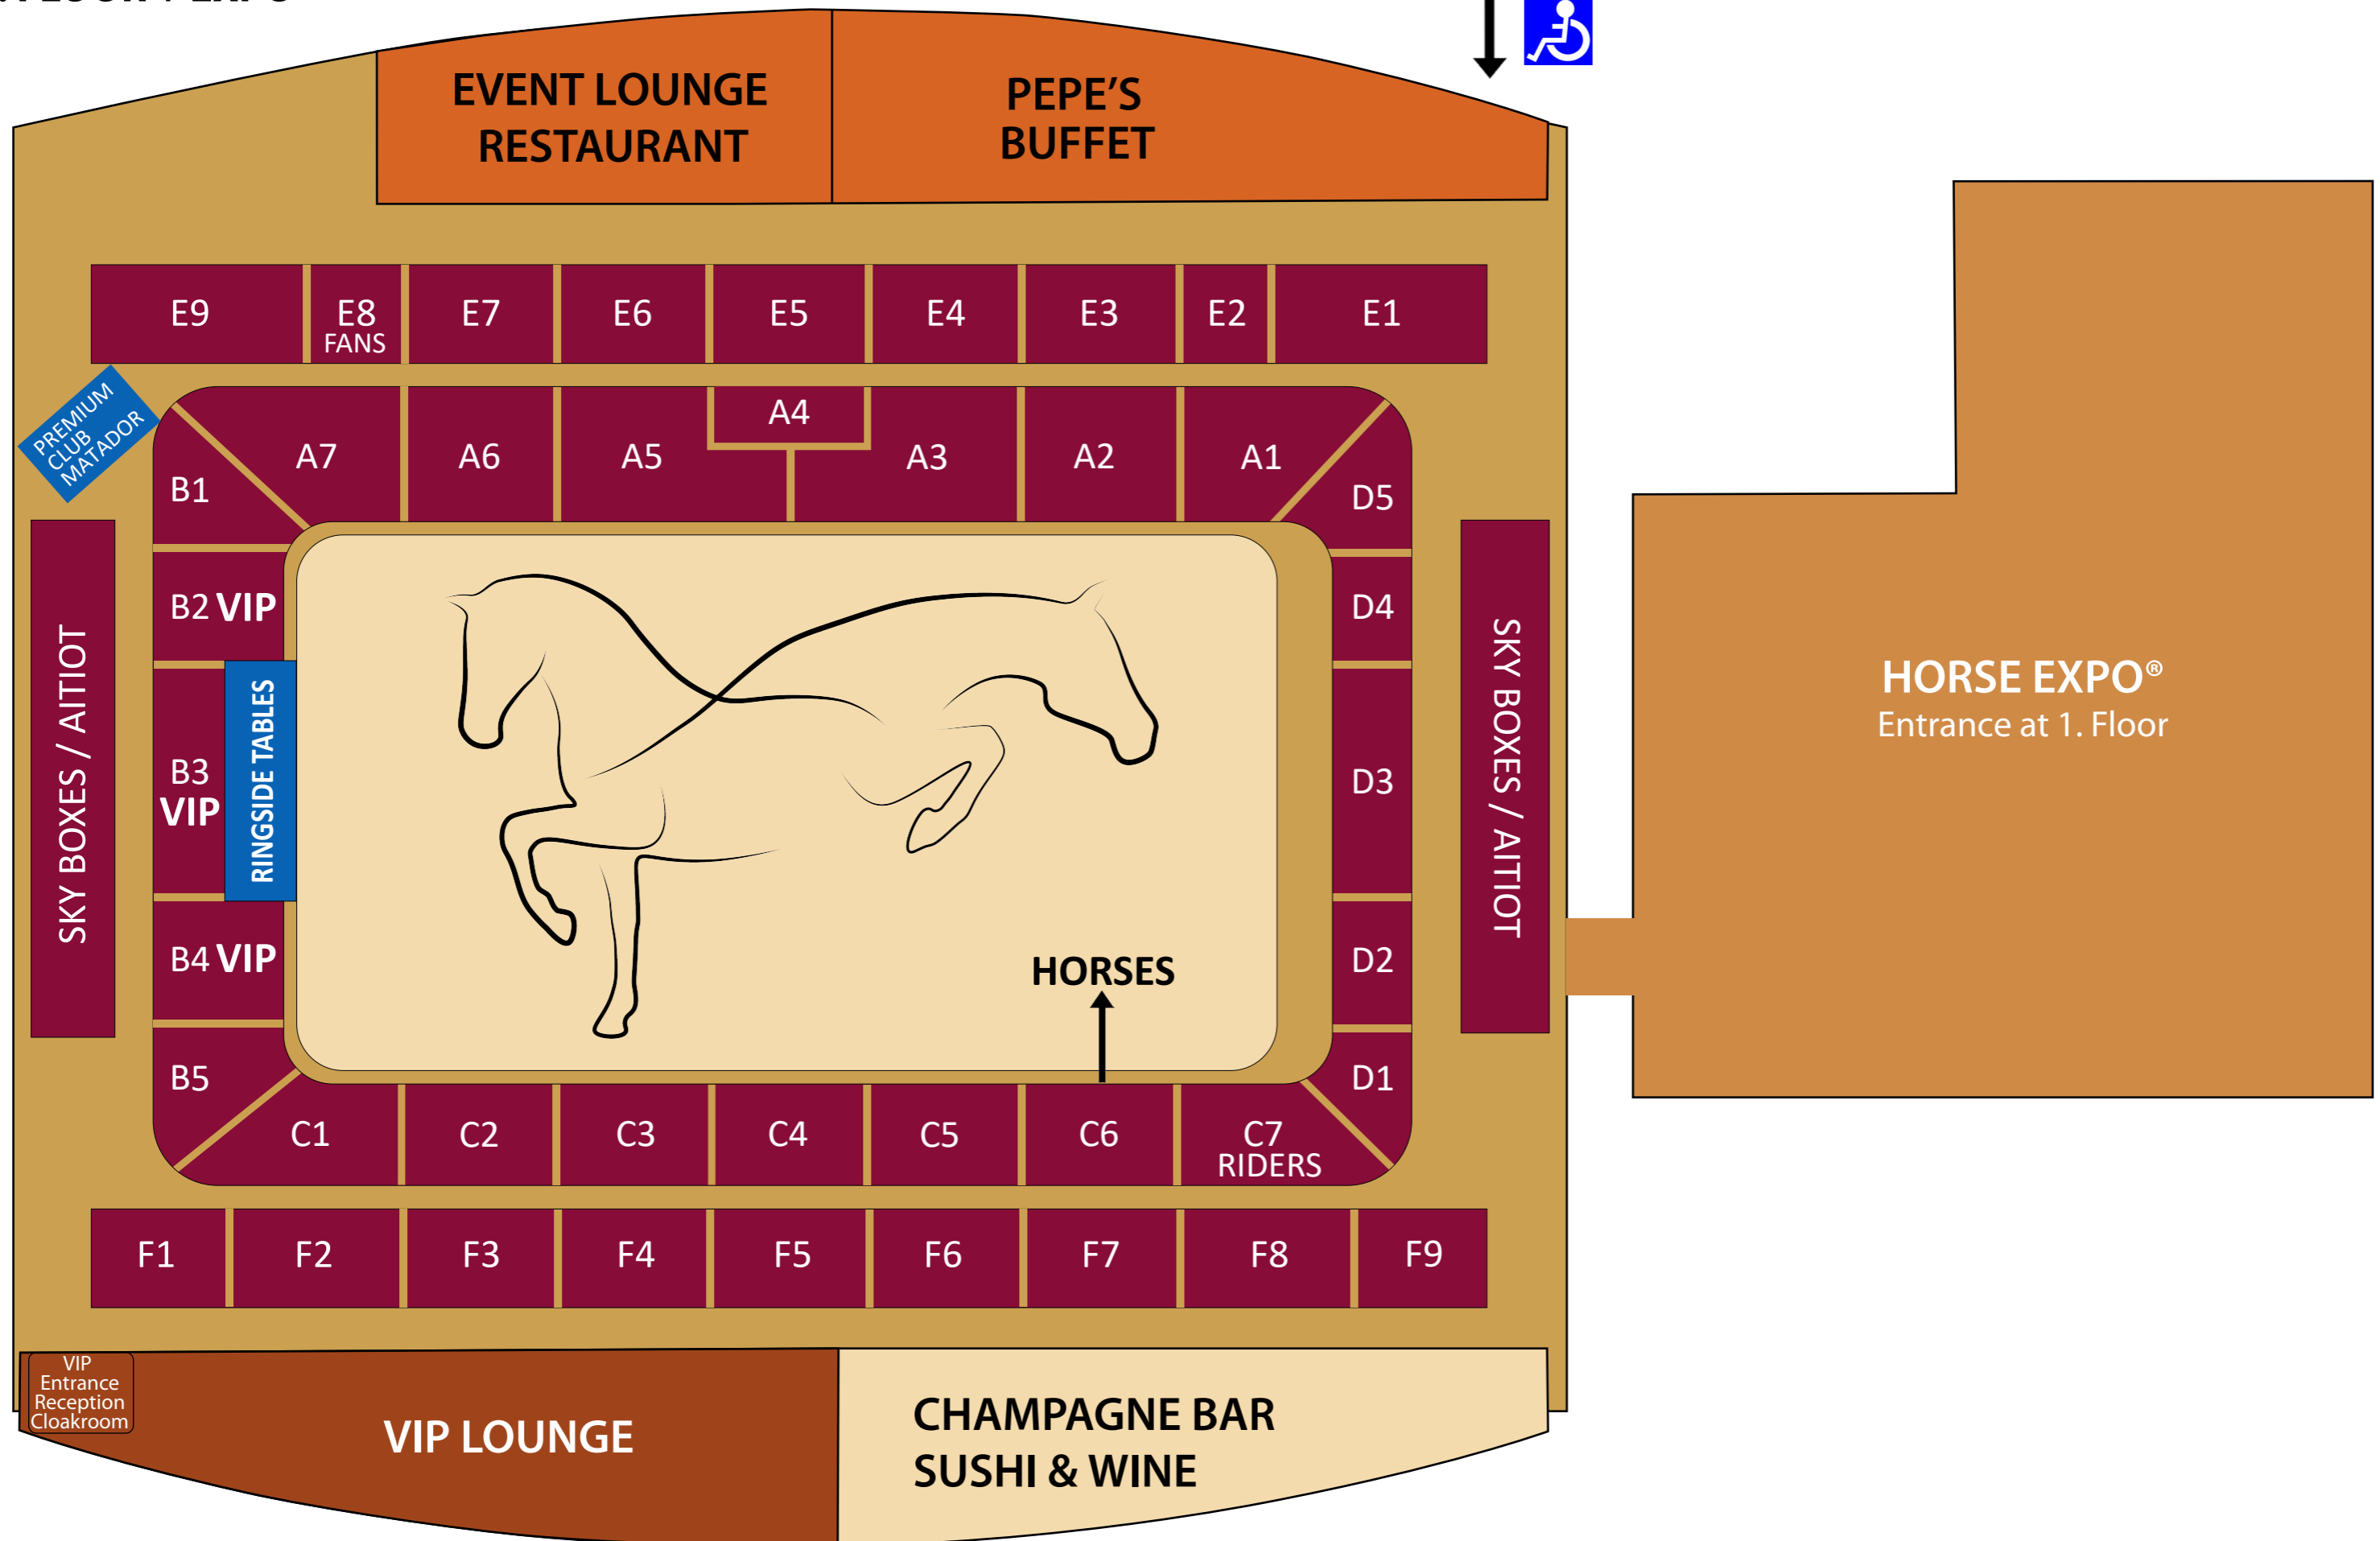 EVENT LOUNGE
RESTAURANT
PEPE’S
BUFFET
E9
E8
FANS
E7
E6
E5
E4
E3
E2
E1
PREMIUM
CLUB
MATADOR
A7
A6
A5
A4
A3
A2
A1
B1
B2 VIP
B3
VIP
B4 VIP
B5
RINGSIDE TABLES
SKY BOXES / AITIOT
D5
D4
D3
D2
D1
SKY BOXES / AITIOT
HORSE EXPO®
Entrance at 1. Floor
HORSES
C1
C2
C3
C4
C5
C6
C7
RIDERS
F1
F2
F3
F4
F5
F6
F7
F8
F9
VIP
Entrance
Reception
Cloakroom
VIP LOUNGE
CHAMPAGNE BAR
SUSHI & WINE